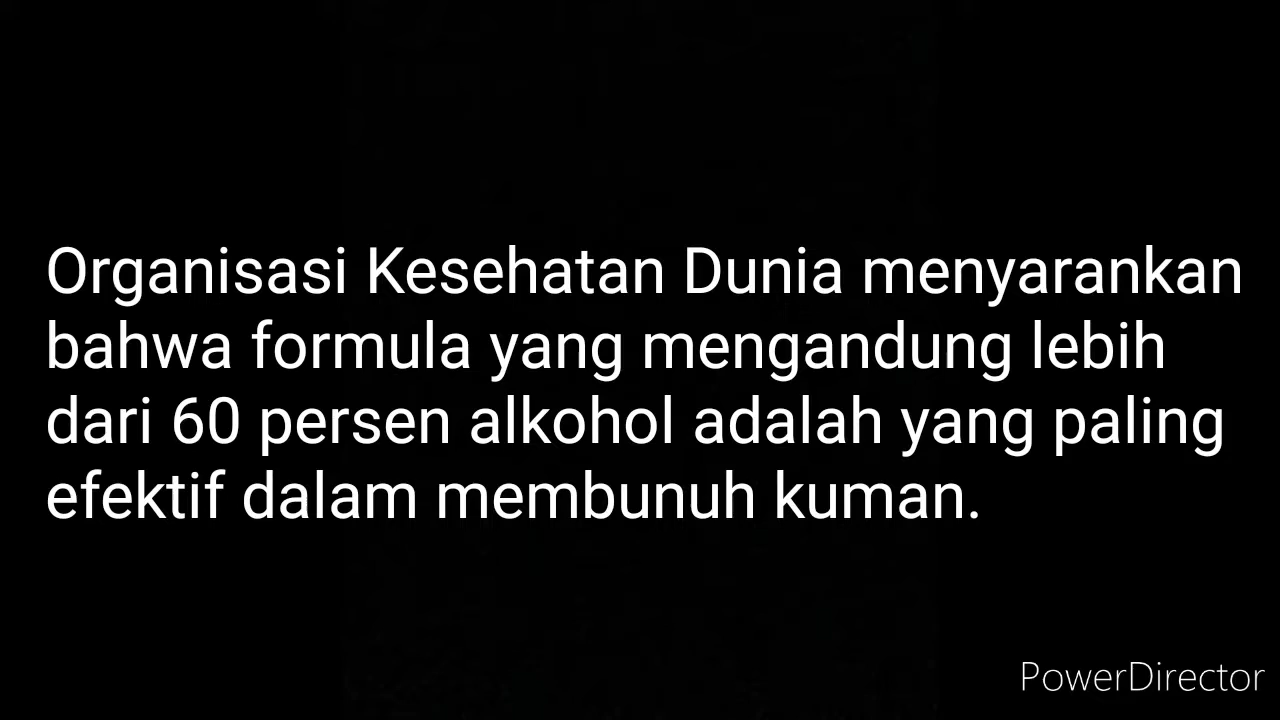 Organisasi Kesehatan Dunia menyarankan
bahwa formula yang mengandung lebih
dari 60 persen alkohol adalah yang paling
efektif dalam membunuh kuman.
PowerDirector